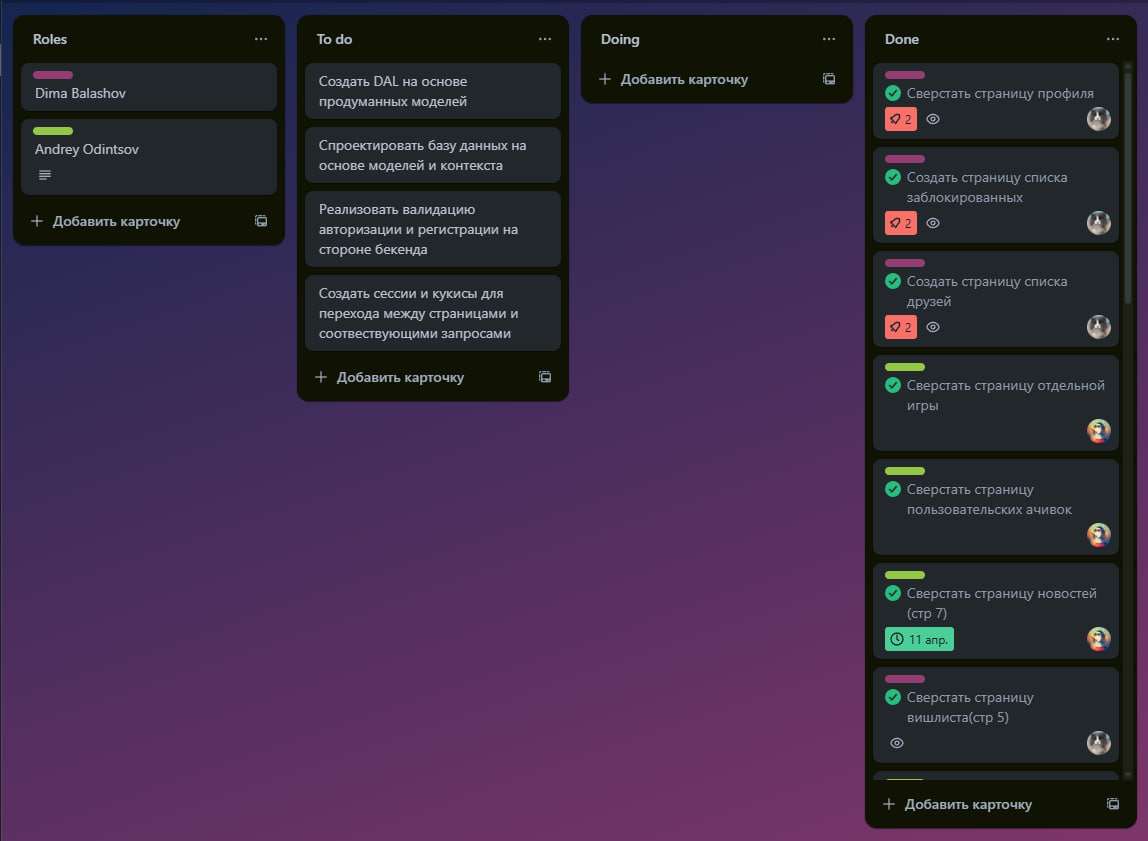 Roles
Dima Balashov
Andrey Odintsov
Добавить карточку
To do
Создать DAL на основе
продуманных моделей
Спроектировать базу данных на
основе моделей и контекста
Реализовать валидацию
авторизации и регистрации на
стороне бекенда
Создать сессии и кукисы для
перехода между страницами и
соотвествующими запросами
Добавить карточку
Doing
Добавить карточку
Done
Сверстать страницу профиля
2
Создать страницу списка
заблокированных
2
Создать страницу списка
друзей
2
Сверстать страницу отдельной
игры
Сверстать страницу
пользовательских ачивок
Сверстать страницу новостей
(стр 7)
11 апр.
Сверстать страницу
вишлиста(стр 5)
Добавить карточку